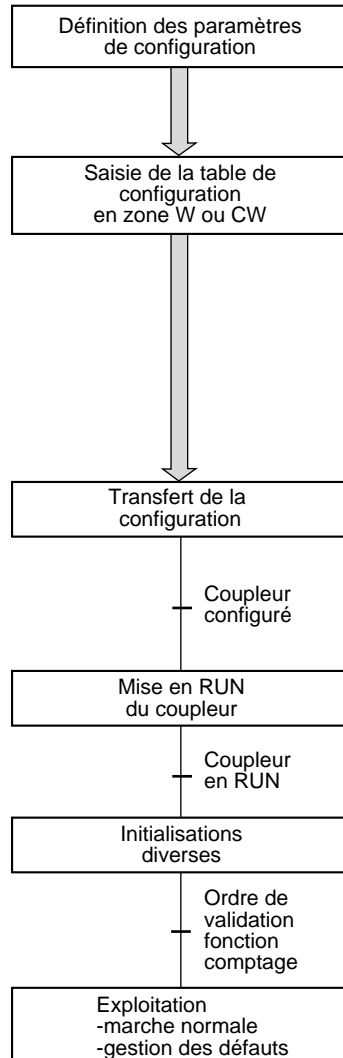 Définition des paramètres
de configuration
Saisie de la table de
configuration
en zone W ou CW
Transfert de la
configuration
Coupleur
configuré
Mise en RUN
du coupleur
Coupleur
en RUN
Initialisations
diverses
Ordre de
validation
fonction
comptage
Exploitation
-marche normale
-gestion des défauts